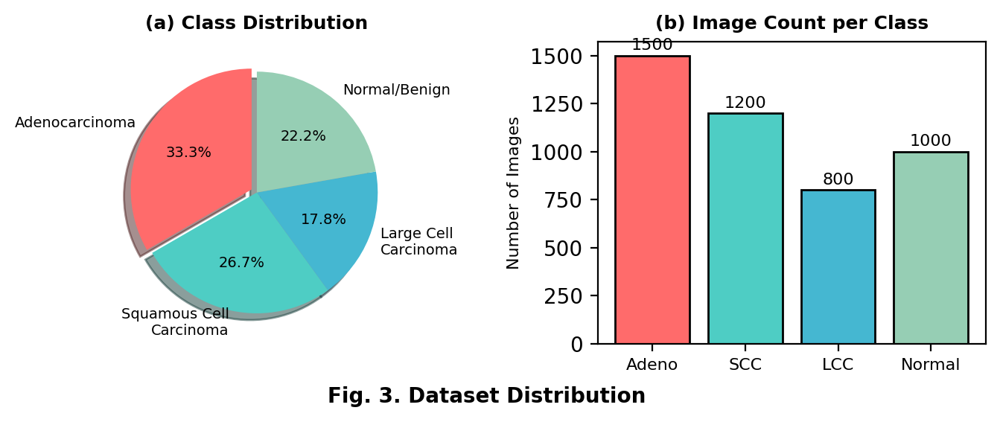 (a) Class Distribution
Adenocarcinoma
33.3%
Normal/Benign
22.2%
17.8%
Large Cell
Carcinoma
26.7%
Squamous Cell
Carcinoma
(b) Image Count per Class
Number of Images
1500
1250
1000
750
500
250
0
1500
1200
800
1000
Adeno
SCC
LCC
Normal
Fig. 3. Dataset Distribution